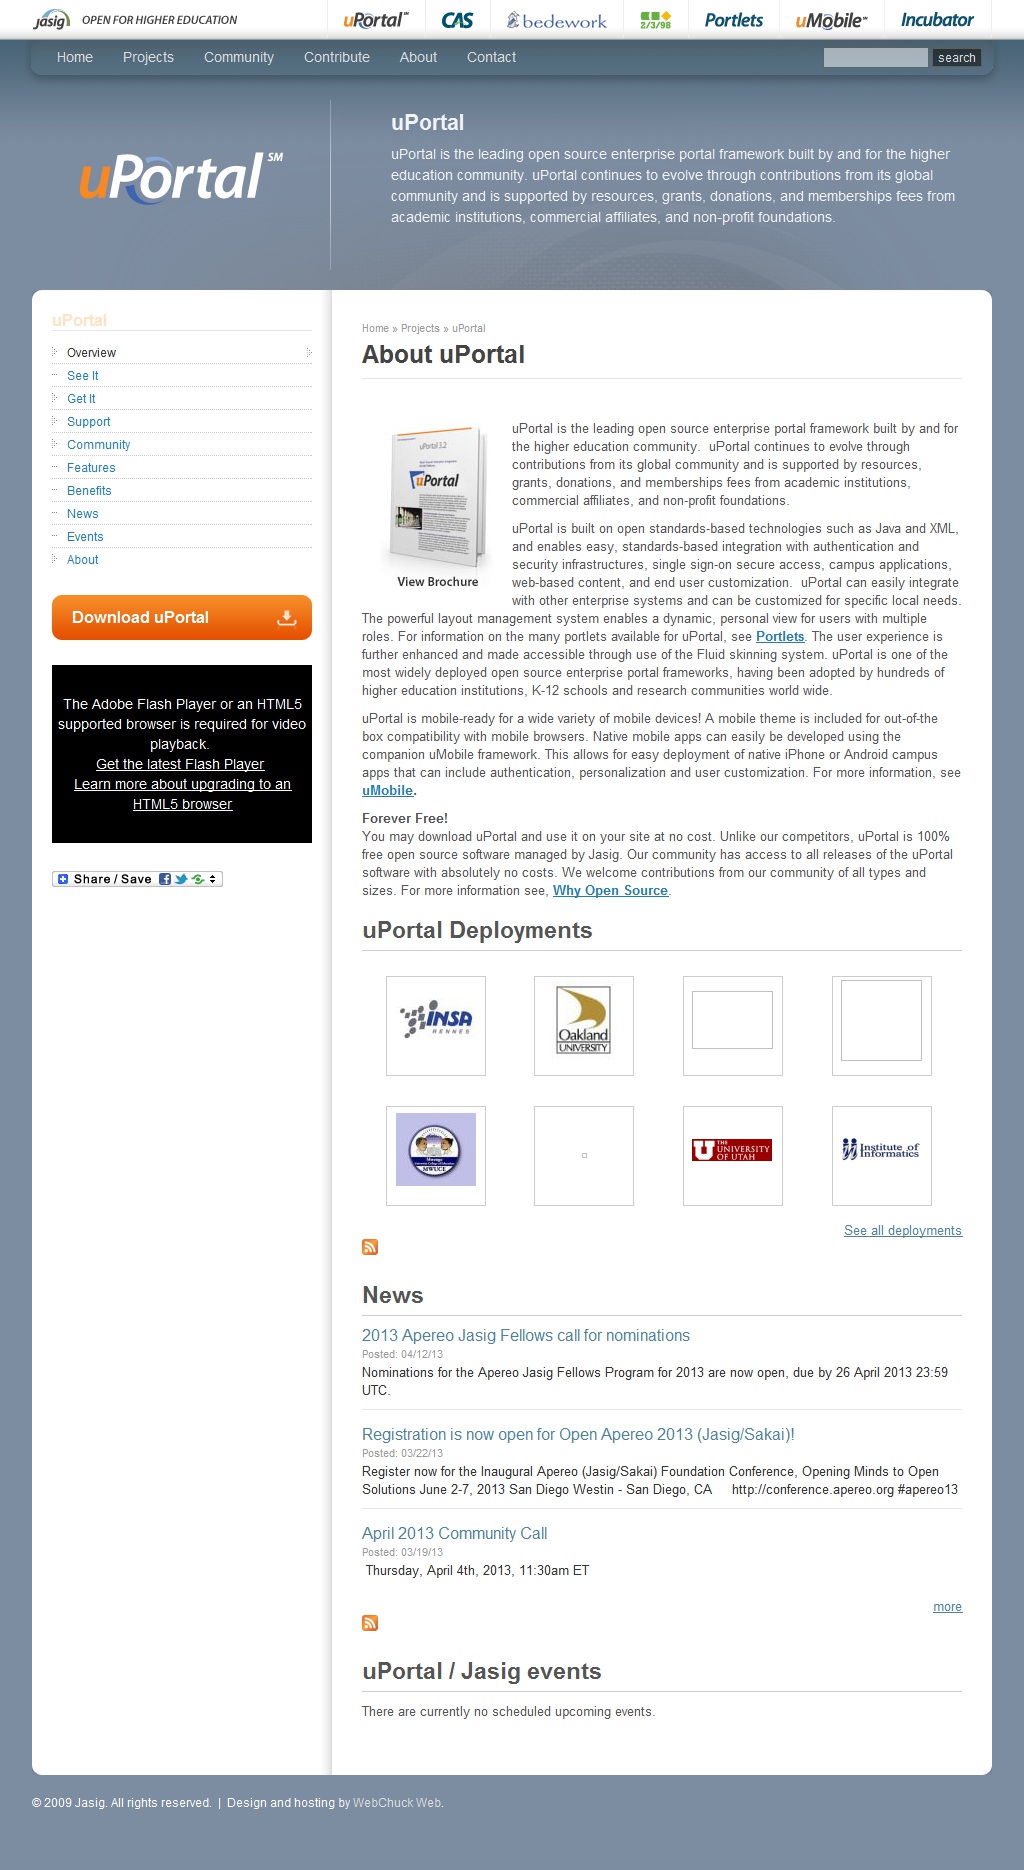 jasig OPEN FOR HIGHER EDUCATION
uPortal™ CAS bedework 2/3/98 Portlets uMobile™ Incubator
Home Projects Community Contribute About Contact search
uPortal℠
uPortal
uPortal is the leading open source enterprise portal framework built by and for the higher
education community. uPortal continues to evolve through contributions from its global
community and is supported by resources, grants, donations, and memberships fees from
academic institutions, commercial affiliates, and non-profit foundations.
uPortal
Overview
See It
Get It
Support
Community
Features
Benefits
News
Events
About
Download uPortal
The Adobe Flash Player or an HTML5
supported browser is required for video
playback.
Get the latest Flash Player
Learn more about upgrading to an
HTML5 browser
Share / Save
Home » Projects » uPortal
About uPortal
uPortal 3.2
uPortal
View Brochure
uPortal is the leading open source enterprise portal framework built by and for
the higher education community.  uPortal continues to evolve through
contributions from its global community and is supported by resources,
grants, donations, and memberships fees from academic institutions,
commercial affiliates, and non-profit foundations.
uPortal is built on open standards-based technologies such as Java and XML,
and enables easy, standards-based integration with authentication and
security infrastructures, single sign-on secure access, campus applications,
web-based content, and end user customization.  uPortal can easily integrate
with other enterprise systems and can be customized for specific local needs.
The powerful layout management system enables a dynamic, personal view for users with multiple
roles. For information on the many portlets available for uPortal, see Portlets. The user experience is
further enhanced and made accessible through use of the Fluid skinning system. uPortal is one of the
most widely deployed open source enterprise portal frameworks, having been adopted by hundreds of
higher education institutions, K-12 schools and research communities world wide.
uPortal is mobile-ready for a wide variety of mobile devices! A mobile theme is included for out-of-the
box compatibility with mobile browsers. Native mobile apps can easily be developed using the
companion uMobile framework. This allows for easy deployment of native iPhone or Android campus
apps that can include authentication, personalization and user customization. For more information, see
uMobile.
Forever Free!
You may download uPortal and use it on your site at no cost. Unlike our competitors, uPortal is 100%
free open source software managed by Jasig. Our community has access to all releases of the uPortal
software with absolutely no costs. We welcome contributions from our community of all types and
sizes. For more information see, Why Open Source.
uPortal Deployments
INSA
RENNES
Oakland
UNIVERSITY
MWUCE
U THE
UNIVERSITY
OF UTAH
Institute of
Informatics
See all deployments
News
2013 Apereo Jasig Fellows call for nominations
Posted: 04/12/13
Nominations for the Apereo Jasig Fellows Program for 2013 are now open, due by 26 April 2013 23:59
UTC.
Registration is now open for Open Apereo 2013 (Jasig/Sakai)!
Posted: 03/22/13
Register now for the Inaugural Apereo (Jasig/Sakai) Foundation Conference, Opening Minds to Open
Solutions June 2-7, 2013 San Diego Westin - San Diego, CA     http://conference.apereo.org #apereo13
April 2013 Community Call
Posted: 03/19/13
Thursday, April 4th, 2013, 11:30am ET
more
uPortal / Jasig events
There are currently no scheduled upcoming events.
© 2009 Jasig. All rights reserved.  |  Design and hosting by WebChuck Web.